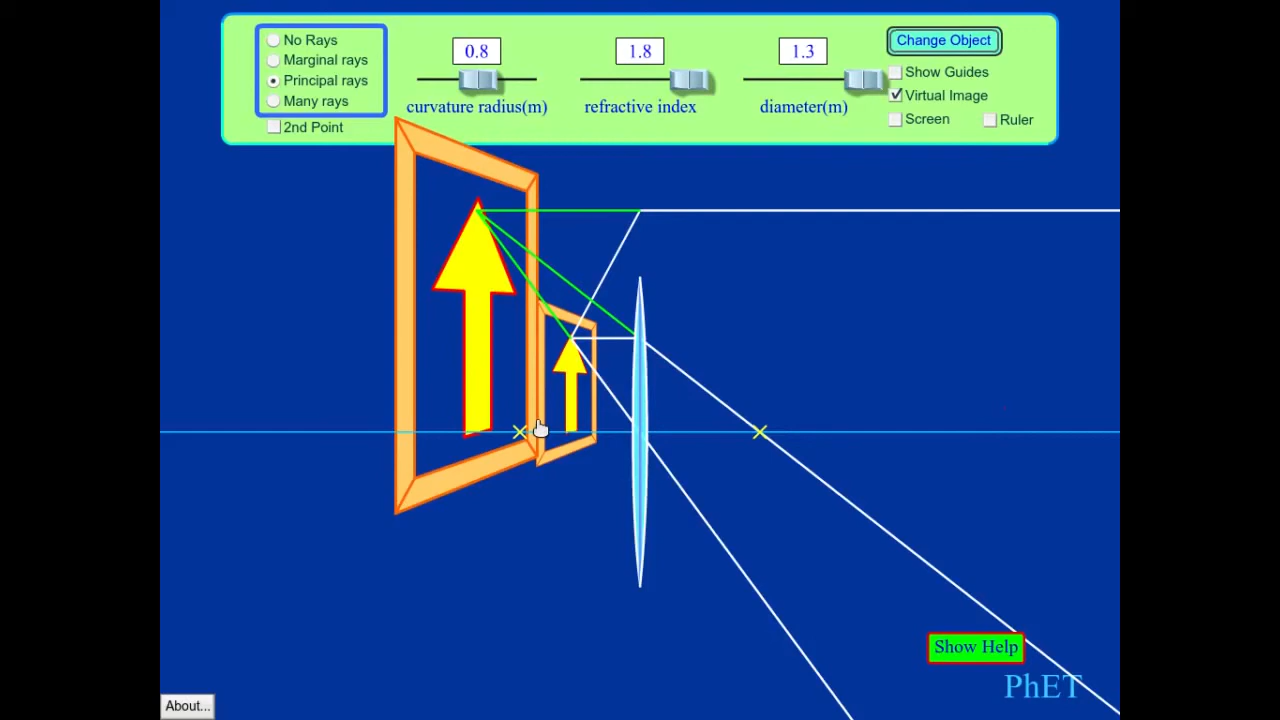 No Rays
Marginal rays
Principal rays
Many rays
2nd Point
0.8
curvature radius(m)
1.8
refractive index
1.3
diameter(m)
Change Object
Show Guides
Virtual Image
Screen
Ruler
Show Help
PhET
About...